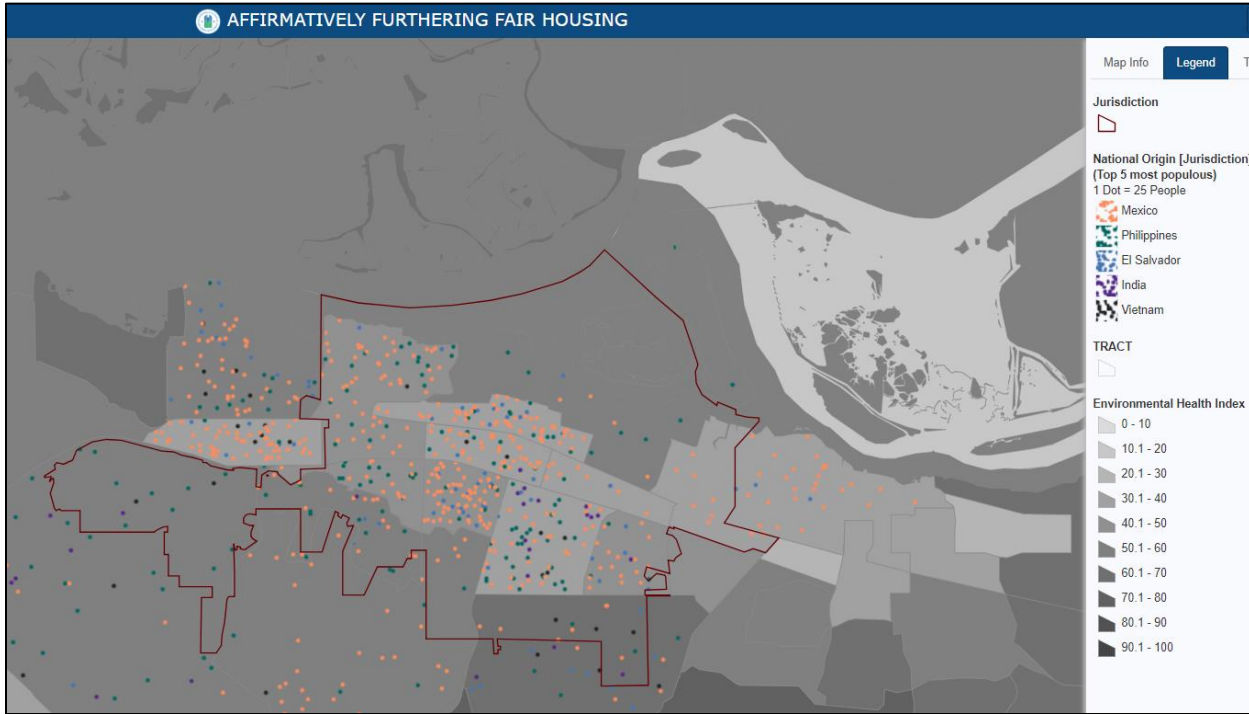 AFFIRMATIVELY FURTHERING FAIR HOUSING
Map Info
Legend
T
Jurisdiction
National Origin [Jurisdiction]
(Top 5 most populous)
1 Dot = 25 People
Mexico
Philippines
El Salvador
India
Vietnam
TRACT
Environmental Health Index
0 - 10
10.1 - 20
20.1 - 30
30.1 - 40
40.1 - 50
50.1 - 60
60.1 - 70
70.1 - 80
80.1 - 90
90.1 - 100